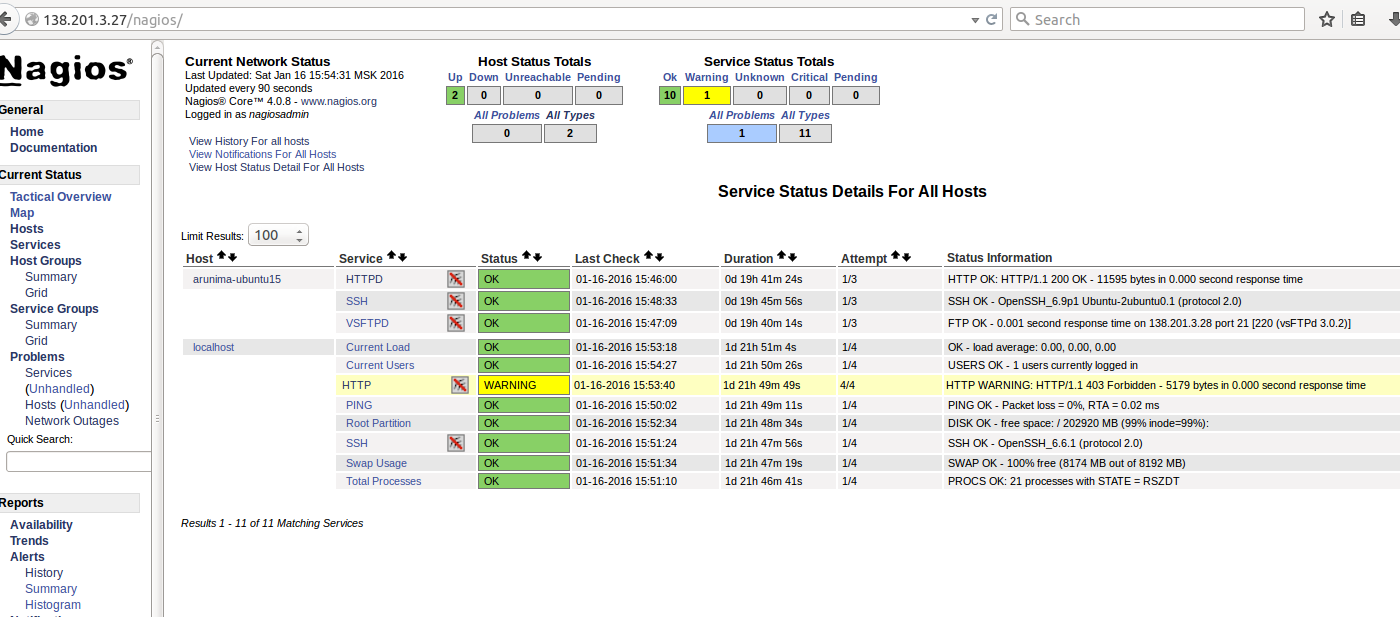 138.201.3.27/nagios/
Search
Nagios®
General
Home
Documentation
Current Status
Tactical Overview
Map
Hosts
Services
Host Groups
Summary
Grid
Service Groups
Summary
Grid
Problems
Services
(Unhandled)
Hosts (Unhandled)
Network Outages
Quick Search:
Reports
Availability
Trends
Alerts
History
Summary
Histogram
Current Network Status
Last Updated: Sat Jan 16 15:54:31 MSK 2016
Updated every 90 seconds
Nagios® Core™ 4.0.8 - www.nagios.org
Logged in as nagiosadmin
View History For all hosts
View Notifications For All Hosts
View Host Status Detail For All Hosts
Host Status Totals
Up Down Unreachable Pending
2 0 0 0
All Problems All Types
0 2
Service Status Totals
Ok Warning Unknown Critical Pending
10 1 0 0 0
All Problems All Types
1 11
Service Status Details For All Hosts
Limit Results: 100
Host Service Status Last Check Duration Attempt Status Information
arunima-ubuntu15 HTTPD OK 01-16-2016 15:46:00 0d 19h 41m 24s 1/3 HTTP OK: HTTP/1.1 200 OK - 11595 bytes in 0.000 second response time
SSH OK 01-16-2016 15:48:33 0d 19h 45m 56s 1/3 SSH OK - OpenSSH_6.9p1 Ubuntu-2ubuntu0.1 (protocol 2.0)
VSFTPD OK 01-16-2016 15:47:09 0d 19h 40m 14s 1/3 FTP OK - 0.001 second response time on 138.201.3.28 port 21 [220 (vsFTPd 3.0.2)]
localhost Current Load OK 01-16-2016 15:53:18 1d 21h 51m 4s 1/4 OK - load average: 0.00, 0.00, 0.00
Current Users OK 01-16-2016 15:54:27 1d 21h 50m 26s 1/4 USERS OK - 1 users currently logged in
HTTP WARNING 01-16-2016 15:53:40 1d 21h 49m 49s 4/4 HTTP WARNING: HTTP/1.1 403 Forbidden - 5179 bytes in 0.000 second response time
PING OK 01-16-2016 15:50:02 1d 21h 49m 11s 1/4 PING OK - Packet loss = 0%, RTA = 0.02 ms
Root Partition OK 01-16-2016 15:52:34 1d 21h 48m 34s 1/4 DISK OK - free space: / 202920 MB (99% inode=99%):
SSH OK 01-16-2016 15:51:24 1d 21h 47m 56s 1/4 SSH OK - OpenSSH_6.6.1 (protocol 2.0)
Swap Usage OK 01-16-2016 15:51:34 1d 21h 47m 19s 1/4 SWAP OK - 100% free (8174 MB out of 8192 MB)
Total Processes OK 01-16-2016 15:51:10 1d 21h 46m 41s 1/4 PROCS OK: 21 processes with STATE = RSZDT
Results 1 - 11 of 11 Matching Services